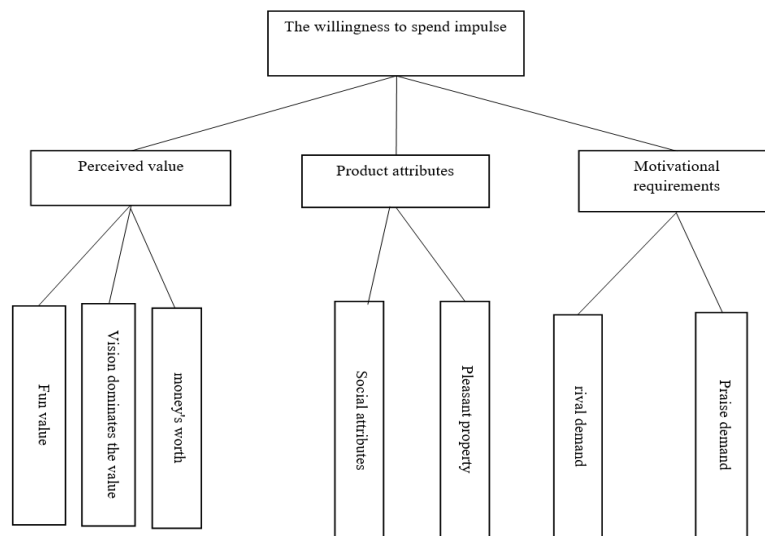 The willingness to spend impulse
Perceived value
Product attributes
Motivational
requirements
Fun value
Vision dominates the value
money's worth
Social attributes
Pleasant property
rival demand
Praise demand